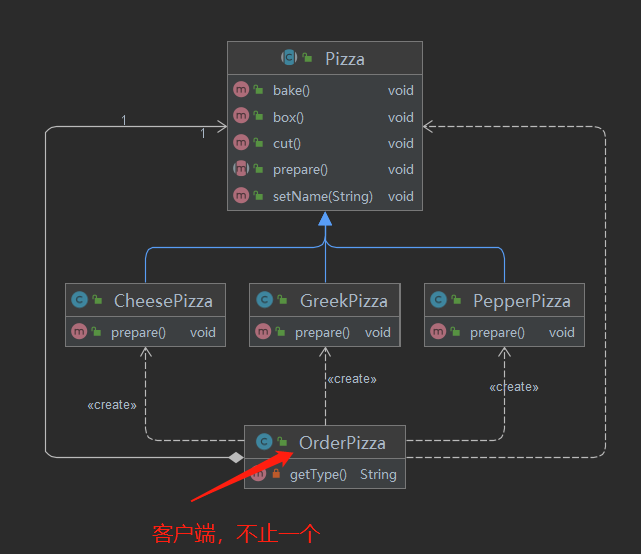 Pizza
bake() void
box() void
cut() void
prepare() void
setName(String) void
1
1
CheesePizza
prepare() void
GreekPizza
prepare() void
PepperPizza
prepare() void
«create»
«create»
«create»
OrderPizza
getType() String
客户端，不止一个